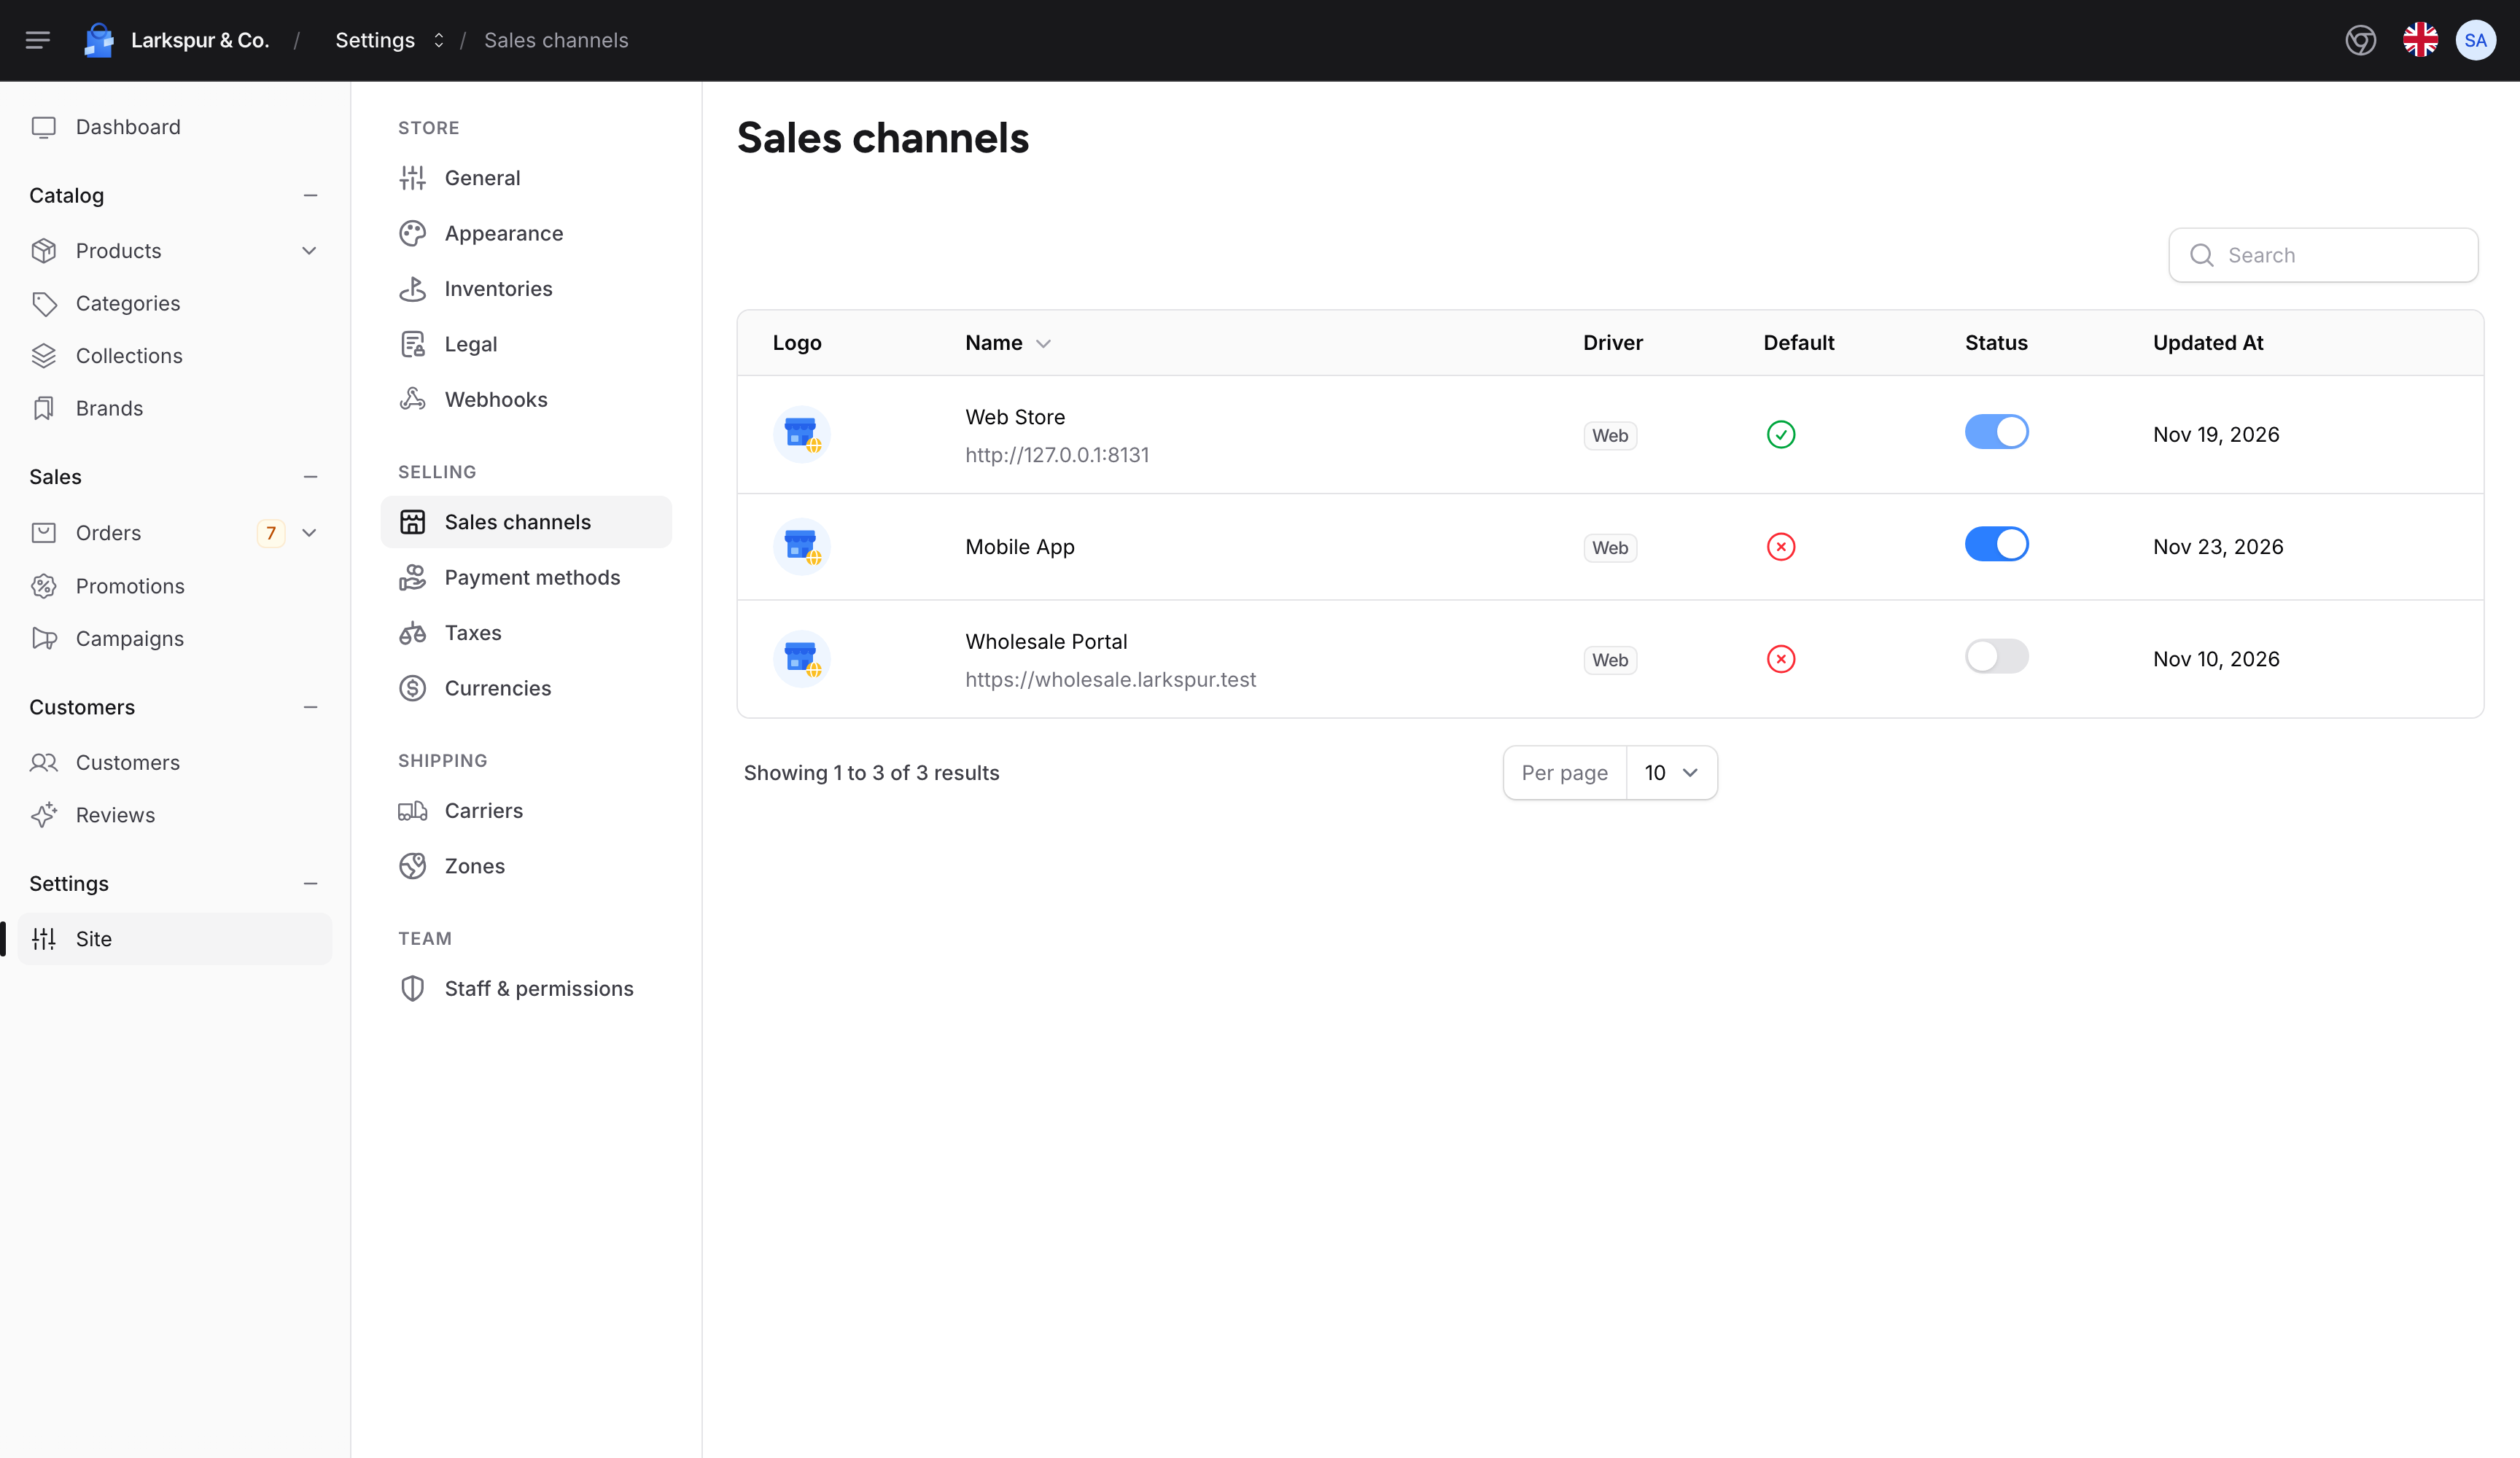 Larkspur & Co. / Settings / Sales channels
SA
Dashboard
Catalog
Products
Categories
Collections
Brands
Sales
Orders 7
Promotions
Campaigns
Customers
Customers
Reviews
Settings
Site
STORE
General
Appearance
Inventories
Legal
Webhooks
SELLING
Sales channels
Payment methods
Taxes
Currencies
SHIPPING
Carriers
Zones
TEAM
Staff & permissions
Sales channels
Search
Logo Name Driver Default Status Updated At
Web Store
http://127.0.0.1:8131
Web
Nov 19, 2026
Mobile App
Web
Nov 23, 2026
Wholesale Portal
https://wholesale.larkspur.test
Web
Nov 10, 2026
Showing 1 to 3 of 3 results
Per page 10